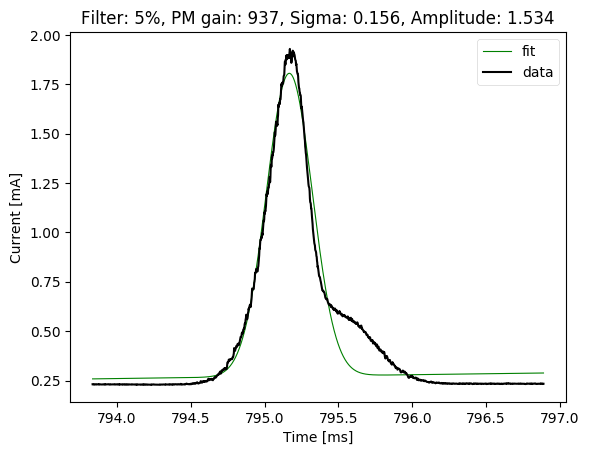 Filter: 5%, PM gain: 937, Sigma: 0.156, Amplitude: 1.534
fit
data
Current [mA]
2.00
1.75
1.50
1.25
1.00
0.75
0.50
0.25
794.0 794.5 795.0 795.5 796.0 796.5 797.0
Time [ms]